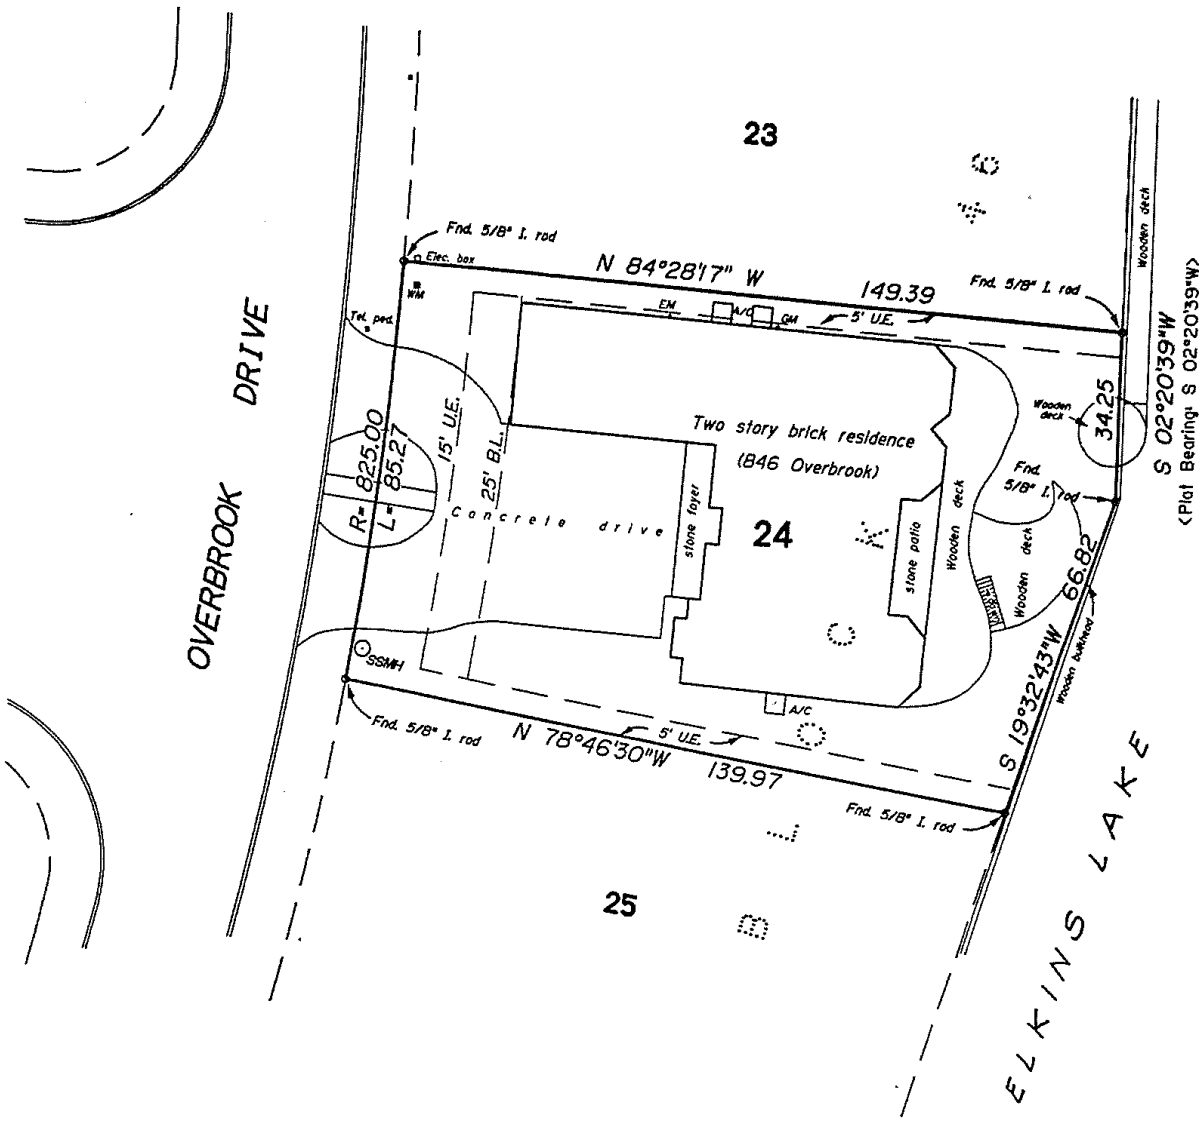 23
Fnd. 5/8" I. rod
Elec. box
WM
Tel. ped.
N 84°28'17" W
149.39
Fnd. 5/8" I. rod
EM
A/C
GM
5' U.E.
Wooden deck
S 02°20'39"W
<Plat Bearing: S 02°20'39"W>
OVERBROOK DRIVE
R= 825.00
L= 85.27
15' U.E.
25' B.L.
Two story brick residence
(846 Overbrook)
Wooden
deck
34.25
Fnd.
5/8" I. rod
Concrete drive
stone foyer
24
stone patio
Wooden deck
Wooden deck
66.82
S 19°32'43"W
Wooden bulkhead
SSMH
Fnd. 5/8" I. rod
N 78°46'30"W
5' U.E.
139.97
A/C
Fnd. 5/8" I. rod
25
ELKINS LAKE